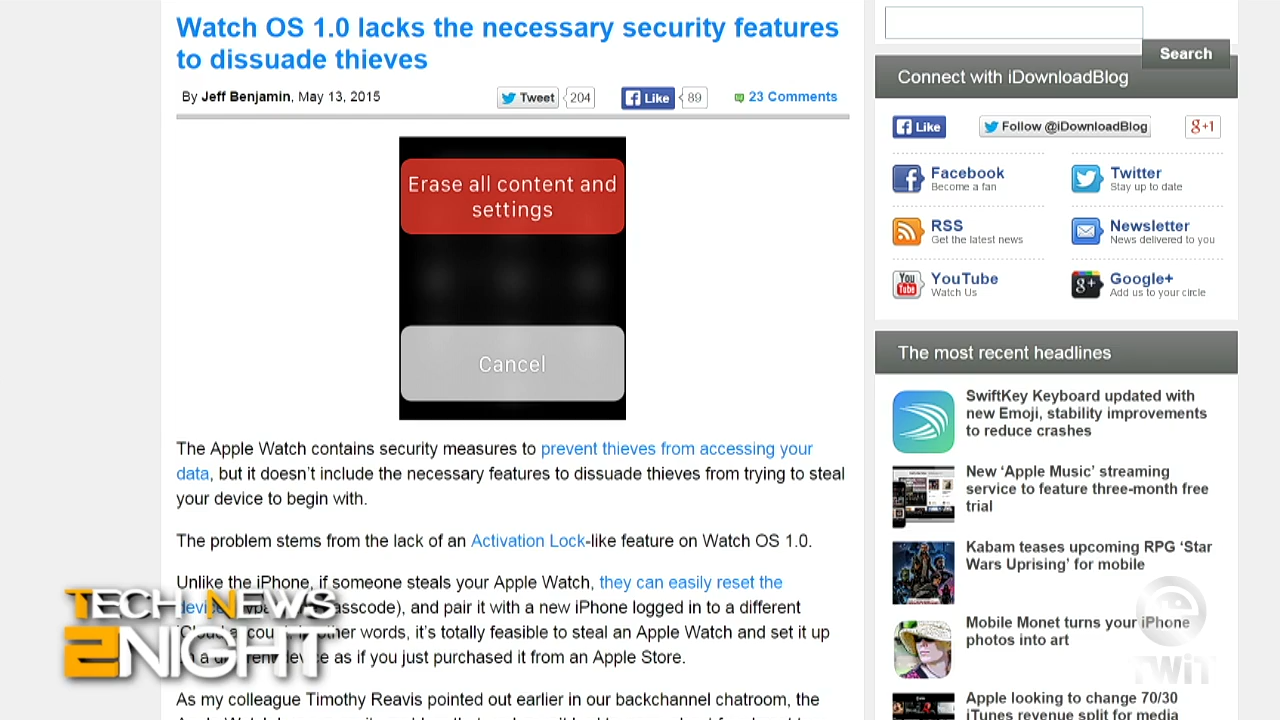 Watch OS 1.0 lacks the necessary security features
to dissuade thieves
By Jeff Benjamin, May 13, 2015
Tweet 204
Like 89
23 Comments
Erase all content and
settings
Cancel
The Apple Watch contains security measures to prevent thieves from accessing your
data, but it doesn't include the necessary features to dissuade thieves from trying to steal
your device to begin with.
The problem stems from the lack of an Activation Lock-like feature on Watch OS 1.0.
Unlike the iPhone, if someone steals your Apple Watch, they can easily reset the
and pair it with a new iPhone logged in to a different
in other words, it's totally feasible to steal an Apple Watch and set it up
as if you just purchased it from an Apple Store.
As my colleague Timothy Reavis pointed out earlier in our backchannel chatroom, the
Search
Connect with iDownloadBlog
Like
Follow @iDownloadBlog
g+1
Facebook
Become a fan
Twitter
Stay up to date
RSS
Get the latest news
Newsletter
News delivered to you
YouTube
Watch Us
You
Tube
Google+
Add us to your circle
g+
The most recent headlines
SwiftKey Keyboard updated with
new Emoji, stability improvements
to reduce crashes
New 'Apple Music' streaming
service to feature three-month free
trial
Kabam teases upcoming RPG 'Star
Wars Uprising' for mobile
Mobile Monet turns your iPhone
photos into art
Apple looking to change 70/30
iTunes revenue split for media
TECH NEWS
2NIGHT
TWiT